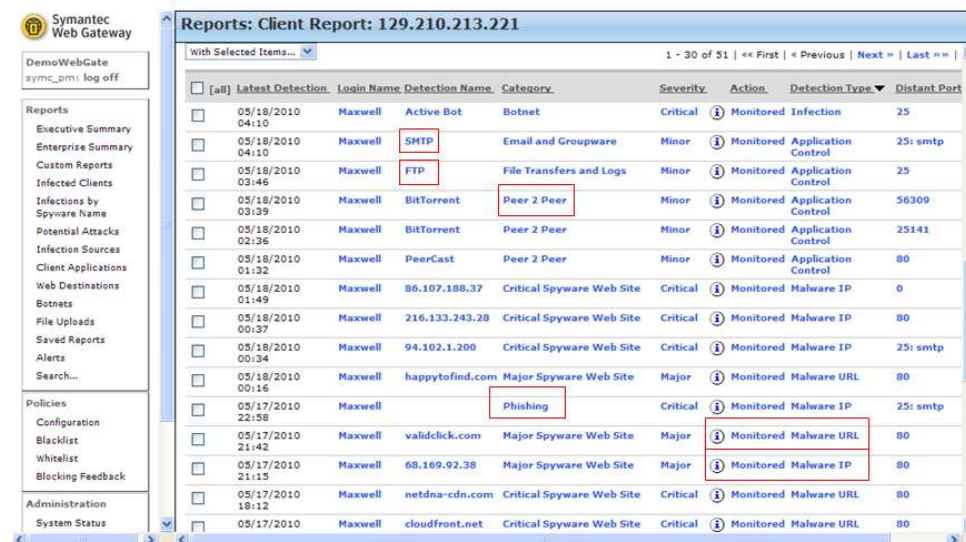 Symantec
Web Gateway
DemoWebGate
symc_pm: log off
Reports
Executive Summary
Enterprise Summary
Custom Reports
Infected Clients
Infections by
Spyware Name
Potential Attacks
Infection Sources
Client Applications
Web Destinations
Botnets
File Uploads
Saved Reports
Alerts
Search...
Policies
Configuration
Blacklist
Whitelist
Blocking Feedback
Administration
System Status
Reports: Client Report: 129.210.213.221
With Selected Items... 1 - 30 of 51 | «« First | « Previous | Next » | Last »» |
[all] Latest Detection Login Name Detection Name Category Severity Action Detection Type Distant Port
05/18/2010 04:10 Maxwell Active Bot Botnet Critical Monitored Infection 25
05/18/2010 04:10 Maxwell SMTP Email and Groupware Minor Monitored Application Control 25: smtp
05/18/2010 03:46 Maxwell FTP File Transfers and Logs Minor Monitored Application Control 25
05/18/2010 03:39 Maxwell BitTorrent Peer 2 Peer Minor Monitored Application Control 56309
05/18/2010 02:36 Maxwell BitTorrent Peer 2 Peer Minor Monitored Application Control 25141
05/18/2010 01:32 Maxwell PeerCast Peer 2 Peer Minor Monitored Application Control 80
05/18/2010 01:49 Maxwell 86.107.188.37 Critical Spyware Web Site Critical Monitored Malware IP 0
05/18/2010 00:37 Maxwell 216.133.243.28 Critical Spyware Web Site Critical Monitored Malware IP 80
05/18/2010 00:34 Maxwell 94.102.1.200 Critical Spyware Web Site Critical Monitored Malware IP 25: smtp
05/18/2010 00:16 Maxwell happytofind.com Major Spyware Web Site Major Monitored Malware URL 80
05/17/2010 22:58 Maxwell Phishing Critical Monitored Malware IP 25: smtp
05/17/2010 21:42 Maxwell validclick.com Major Spyware Web Site Major Monitored Malware URL 80
05/17/2010 21:15 Maxwell 68.169.92.38 Major Spyware Web Site Major Monitored Malware IP 80
05/17/2010 18:12 Maxwell netdna-cdn.com Critical Spyware Web Site Critical Monitored Malware URL 80
05/17/2010 Maxwell cloudfront.net Critical Spyware Web Site Critical Monitored Malware URL 80